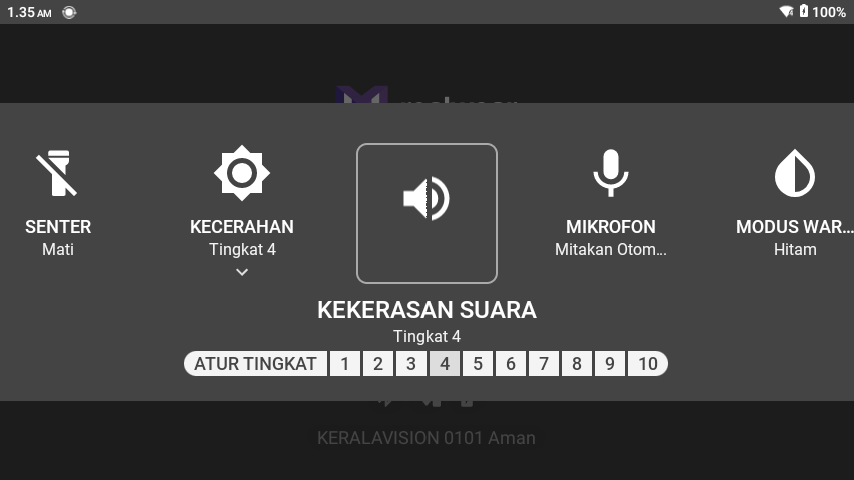 1.35 AM
100%
SENTER
Mati
KECERAHAN
Tingkat 4
MIKROFON
Mitakan Otom...
MODUS WAR...
Hitam
KEKERASAN SUARA
Tingkat 4
ATUR TINGKAT 1 2 3 4 5 6 7 8 9 10
KERALAVISION 0101 Aman